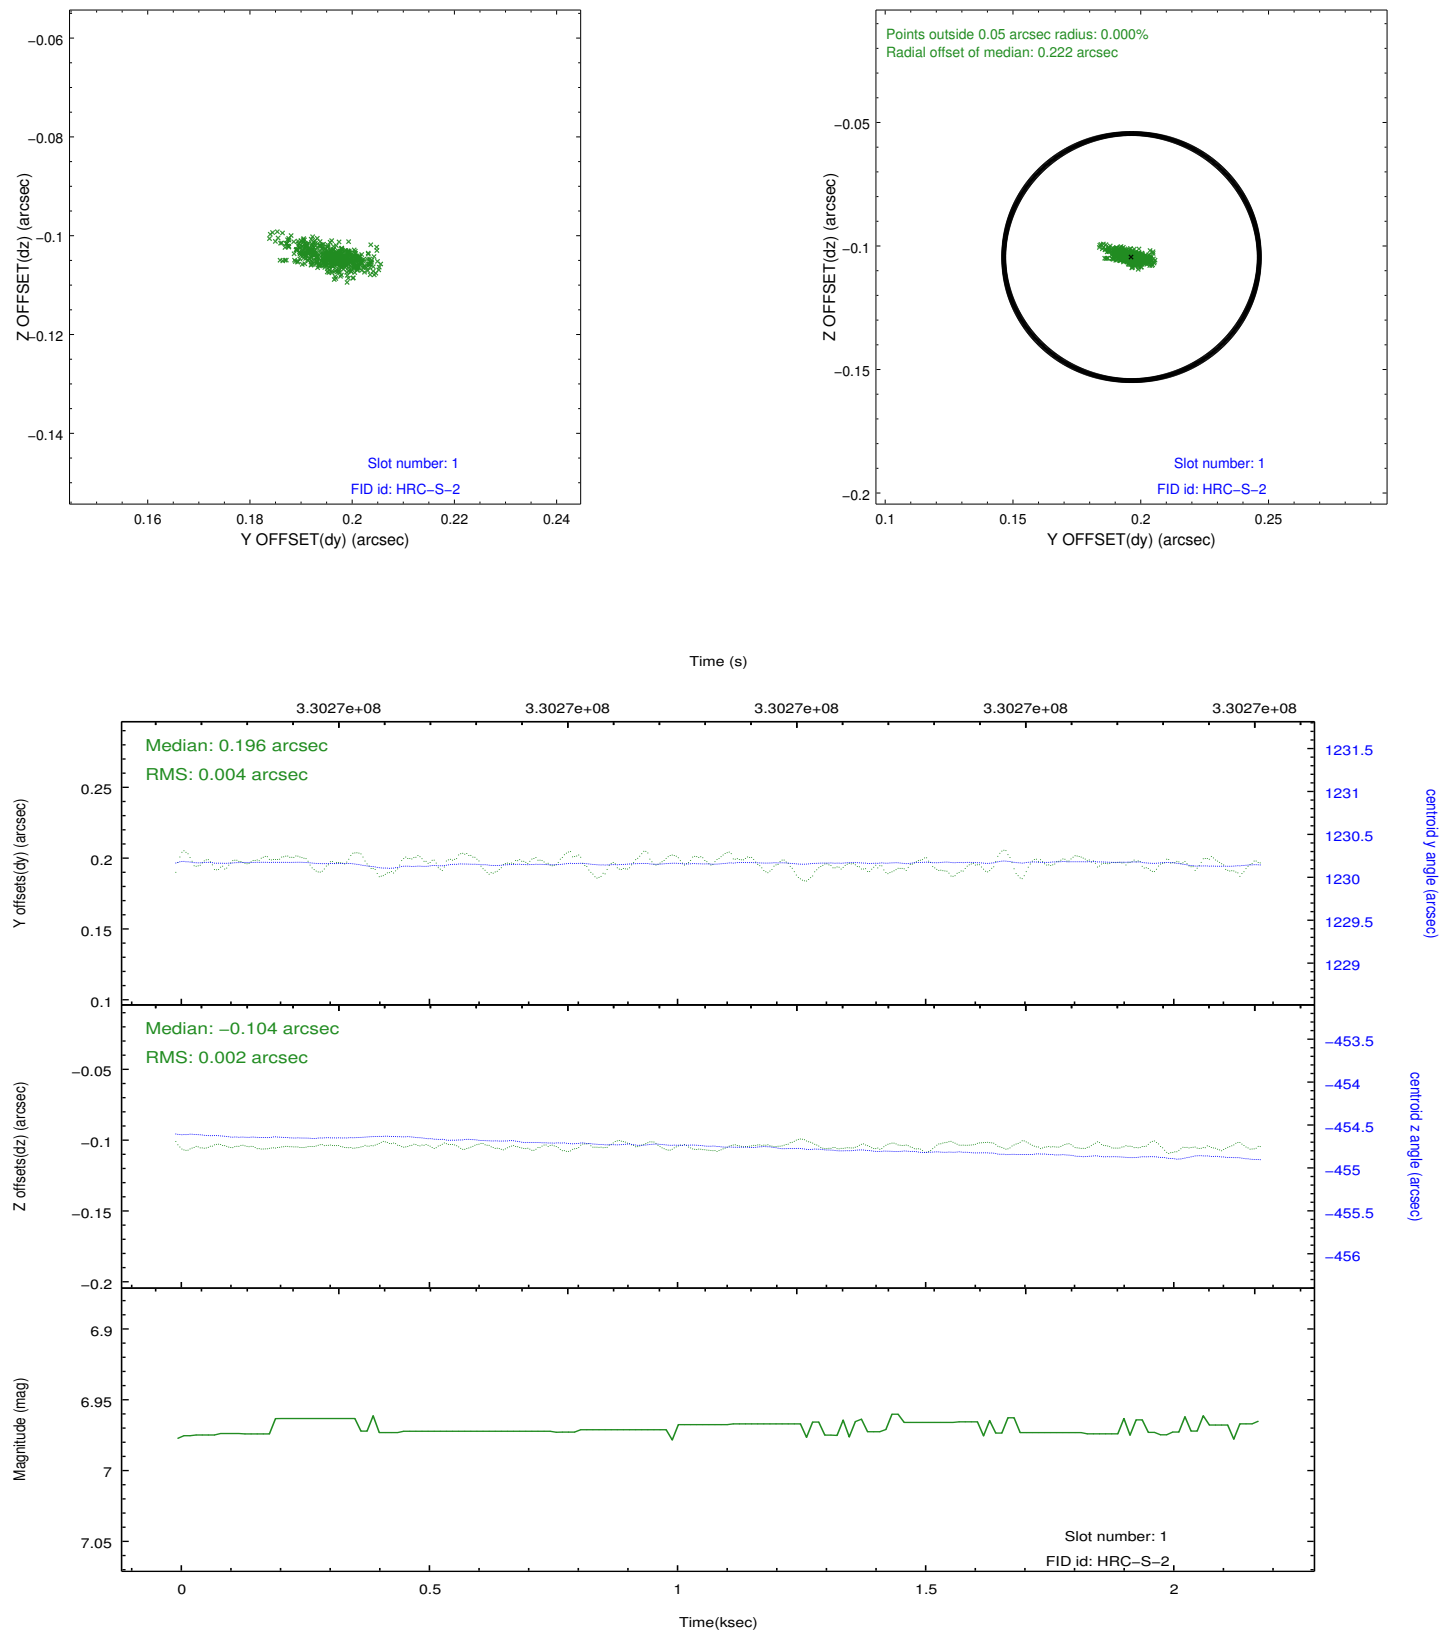 −0.06
−0.08
−0.1
−0.12
−0.14
Z OFFSET(dz) (arcsec)
Slot number: 1
FID id: HRC−S−2
0.16 0.18 0.2 0.22 0.24
Y OFFSET(dy) (arcsec)
Points outside 0.05 arcsec radius: 0.000%
Radial offset of median: 0.222 arcsec
−0.05
−0.1
−0.15
−0.2
Z OFFSET(dz) (arcsec)
Slot number: 1
FID id: HRC−S−2
0.1 0.15 0.2 0.25
Y OFFSET(dy) (arcsec)
Time (s)
3.3027e+08 3.3027e+08 3.3027e+08 3.3027e+08 3.3027e+08
Median: 0.196 arcsec
RMS: 0.004 arcsec
0.25
0.2
0.15
0.1
Y offsets(dy) (arcsec)
1231.5
1231
1230.5
1230
1229.5
1229
centroid y angle (arcsec)
Median: −0.104 arcsec
RMS: 0.002 arcsec
−0.05
−0.1
−0.15
−0.2
Z offsets(dz) (arcsec)
−453.5
−454
−454.5
−455
−455.5
−456
centroid z angle (arcsec)
6.9
6.95
7
7.05
Magnitude (mag)
Slot number: 1
FID id: HRC−S−2
0 0.5 1 1.5 2
Time(ksec)